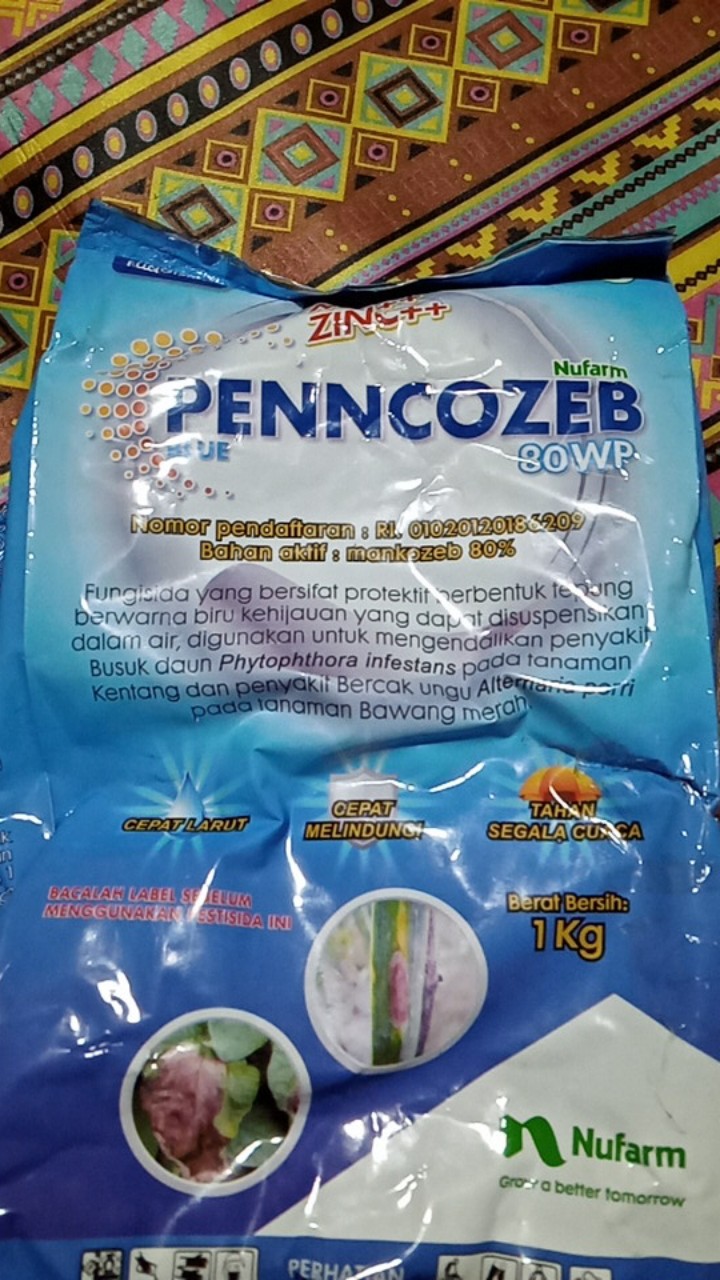 ZINC++
Nufarm
PENNCOZEB
BLUE
80WP
Nomor pendaftaran : RI. 01020120186209
Bahan aktif : mankozeb 80%
Fungisida yang bersifat protektif berbentuk tepung
berwarna biru kehijauan yang dapat disuspensikan
dalam air, digunakan untuk mengendalikan penyakit
Busuk daun Phytophthora infestans pada tanaman
Kentang dan penyakit Bercak ungu Alternaria porri
pada tanaman Bawang merah.
CEPAT LARUT
CEPAT
MELINDUNGI
TAHAN
SEGALA CUACA
BACALAH LABEL SEBELUM
MENGGUNAKAN PESTISIDA INI
Berat Bersih:
1 Kg
Nufarm
Grow a better tomorrow
PERHATIAN